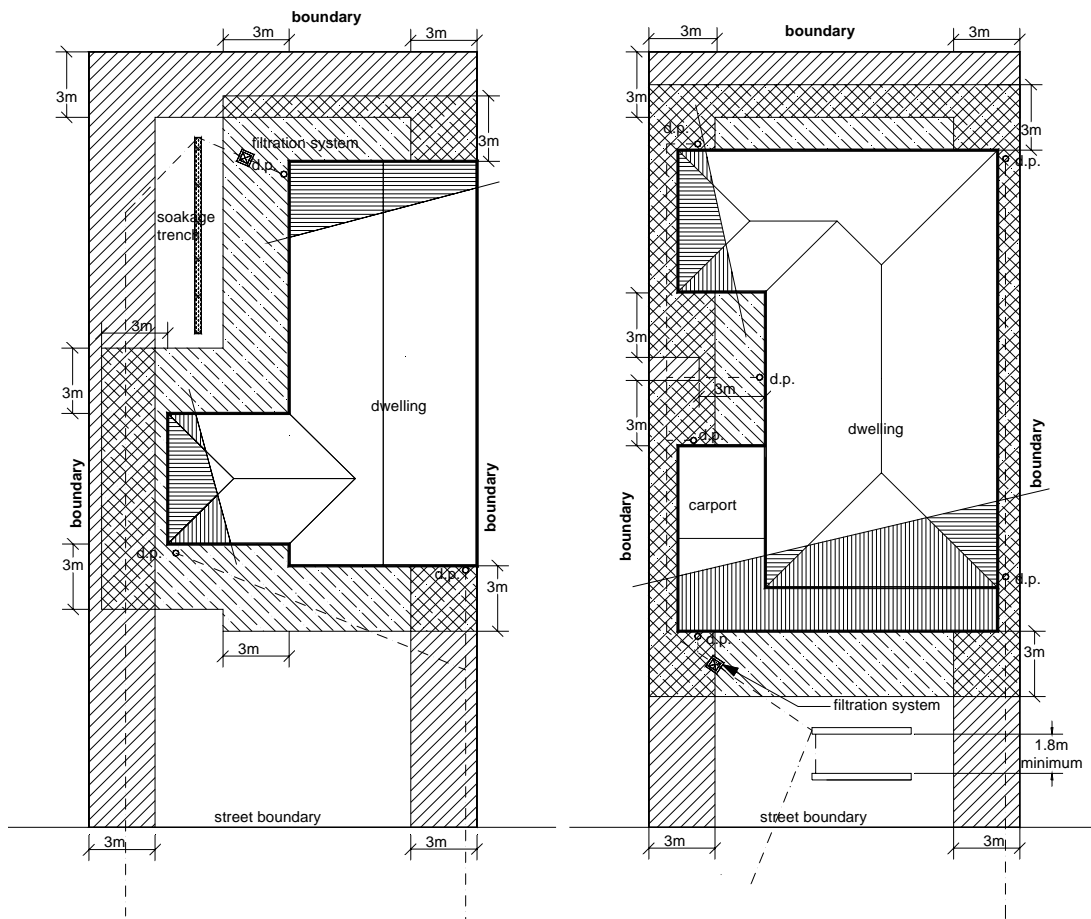 boundary
3m
3m
3m
3m
filtration system
d.p.
soakage
trench
3m
3m
dwelling
boundary
boundary
d.p.
d.p.
3m
3m
3m
street boundary
3m
3m
boundary
3m
3m
3m
d.p.
3m
d.p.
3m
d.p.
3m
3m
d.p.
dwelling
boundary
carport
boundary
d.p.
d.p.
3m
filtration system
1.8m
minimum
street boundary
3m
3m